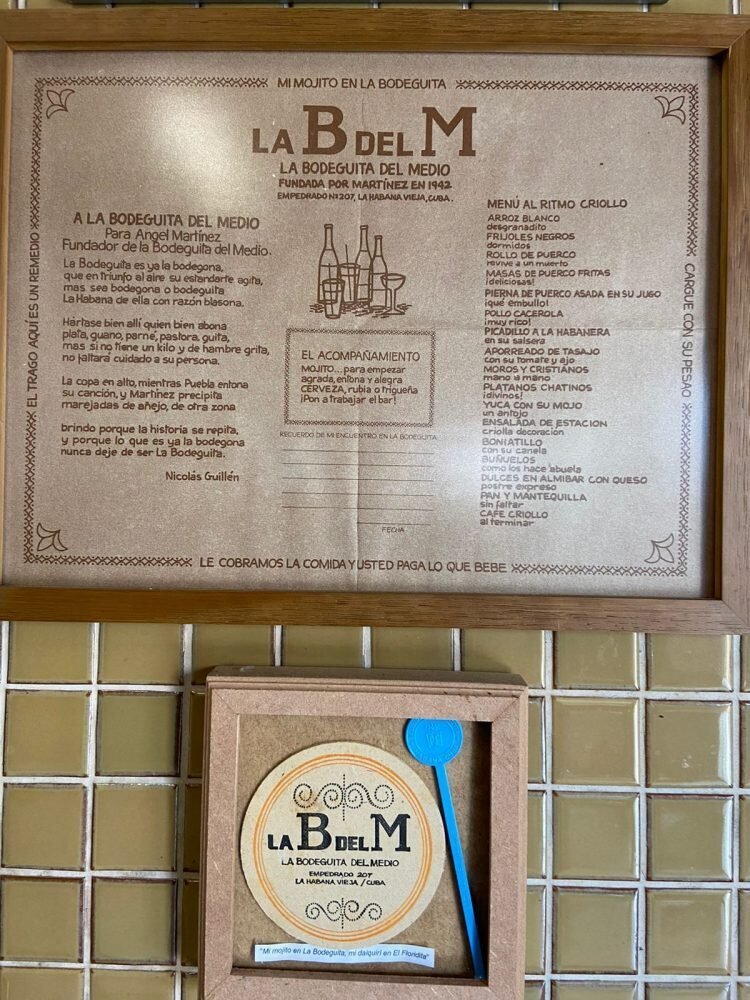 MI MOJITO EN LA BODEGUITA
LA B DEL M
LA BODEGUITA DEL MEDIO
FUNDADA POR MARTÍNEZ EN 1942
EMPEDRADO Nº 207, LA HABANA VIEJA, CUBA.
EL TRAGO AQUÍ ES UN REMEDIO
A LA BODEGUITA DEL MEDIO
Para Angel Martínez
Fundador de la Bodeguita del Medio.
La Bodeguita es ya la bodegona,
que en triunfo al aire su estandarte agita,
mas sea bodegona o bodeguita
La Habana de ella con razón blasona.
Hártase bien allí quien bien abona
plata, guano, parné, pastora, guita,
mas si no tiene un kilo y de hambre grita,
no faltará cuidado a su persona.
La copa en alto, mientras Puebla entona
su canción, y Martínez precipita
marejadas de añejo, de otra zona
brindo porque la historia se repita,
y porque lo que es ya la bodegona
nunca deje de ser La Bodeguita.
Nicolás Guillén
EL ACOMPAÑAMIENTO
MOJITO... para empezar
agrada, entona y alegra
CERVEZA, rubia o trigueña
¡Pon a trabajar el bar!
RECUERDO DE MI ENCUENTRO EN LA BODEGUITA
FECHA
MENÚ AL RITMO CRIOLLO
ARROZ BLANCO
desgranadito
FRIJOLES NEGROS
dormidos
ROLLO DE PUERCO
revive a un muerto
MASAS DE PUERCO FRITAS
¡deliciosas!
PIERNA DE PUERCO ASADA EN SU JUGO
¡qué embullo!
POLLO CACEROLA
¡muy rico!
PICADILLO A LA HABANERA
en su salsera
APORREADO DE TASAJO
con su tomate y ajo
MOROS Y CRISTIANOS
mano a mano
PLATANOS CHATINOS
¡divinos!
YUCA CON SU MOJO
un antojo
ENSALADA DE ESTACION
criolla decoración
BONIATILLO
con su canela
BUÑUELOS
como los hace abuela
DULCES EN ALMIBAR CON QUESO
postre expreso
PAN Y MANTEQUILLA
sin faltar
CAFE CRIOLLO
al terminar
CARGUE CON SU PESAO
LE COBRAMOS LA COMIDA Y USTED PAGA LO QUE BEBE
LA B DEL M
LA BODEGUITA DEL MEDIO
EMPEDRADO 207
LA HABANA VIEJA / CUBA
"Mi mojito en La Bodeguita, mi daiquirí en El Floridita"